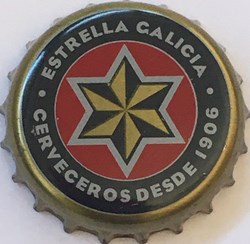 ESTRELLA GALICIA
CERVECEROS DESDE 1906